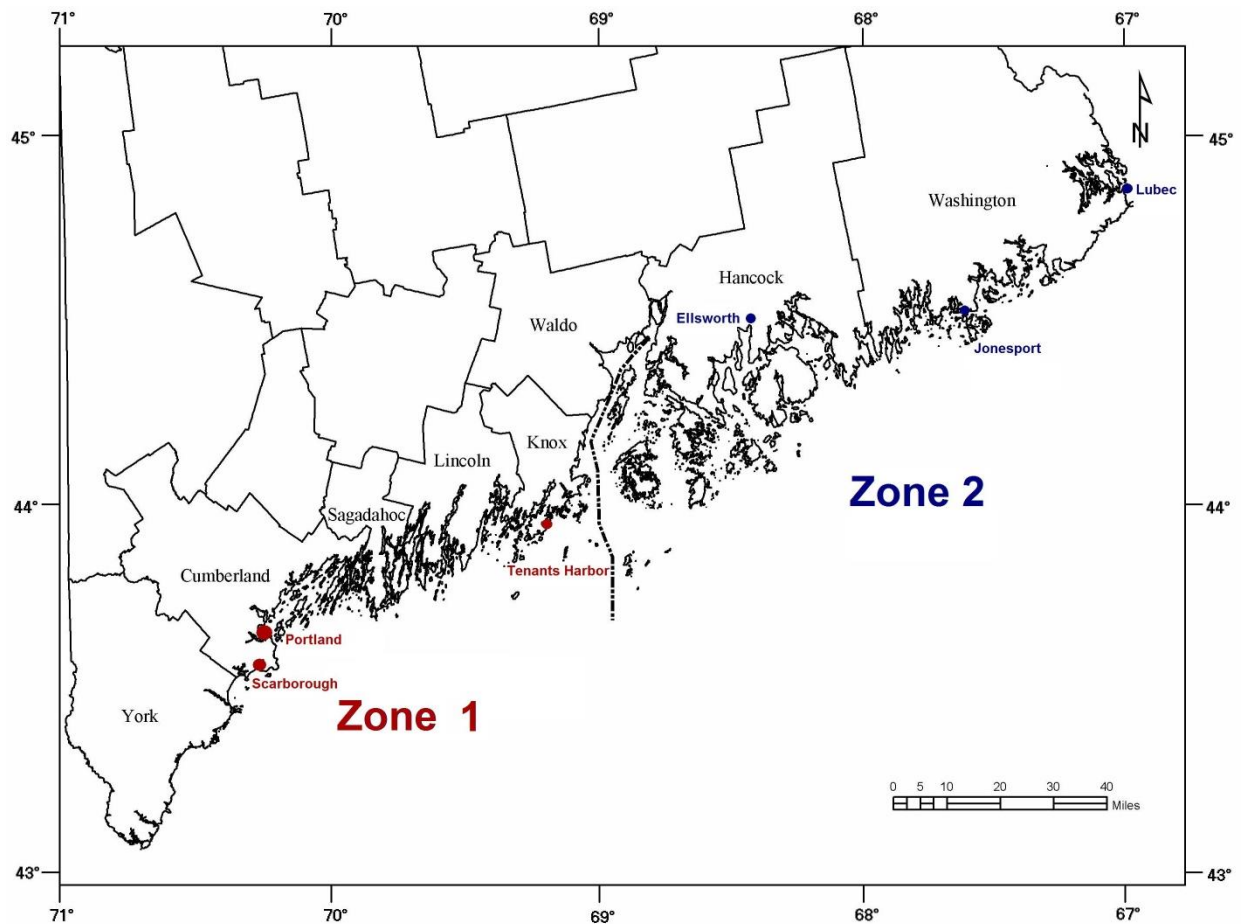 71° 70° 69° 68° 67°
N
45° 45°
Lubec
Washington
Hancock
Ellsworth
Waldo
Jonesport
Knox
Lincoln
Zone 2
44° 44°
Sagadahoc
Tenants Harbor
Cumberland
Portland
Scarborough
York
Zone 1
0 5 10 20 30 40
Miles
43° 43°
71° 70° 69° 68° 67°